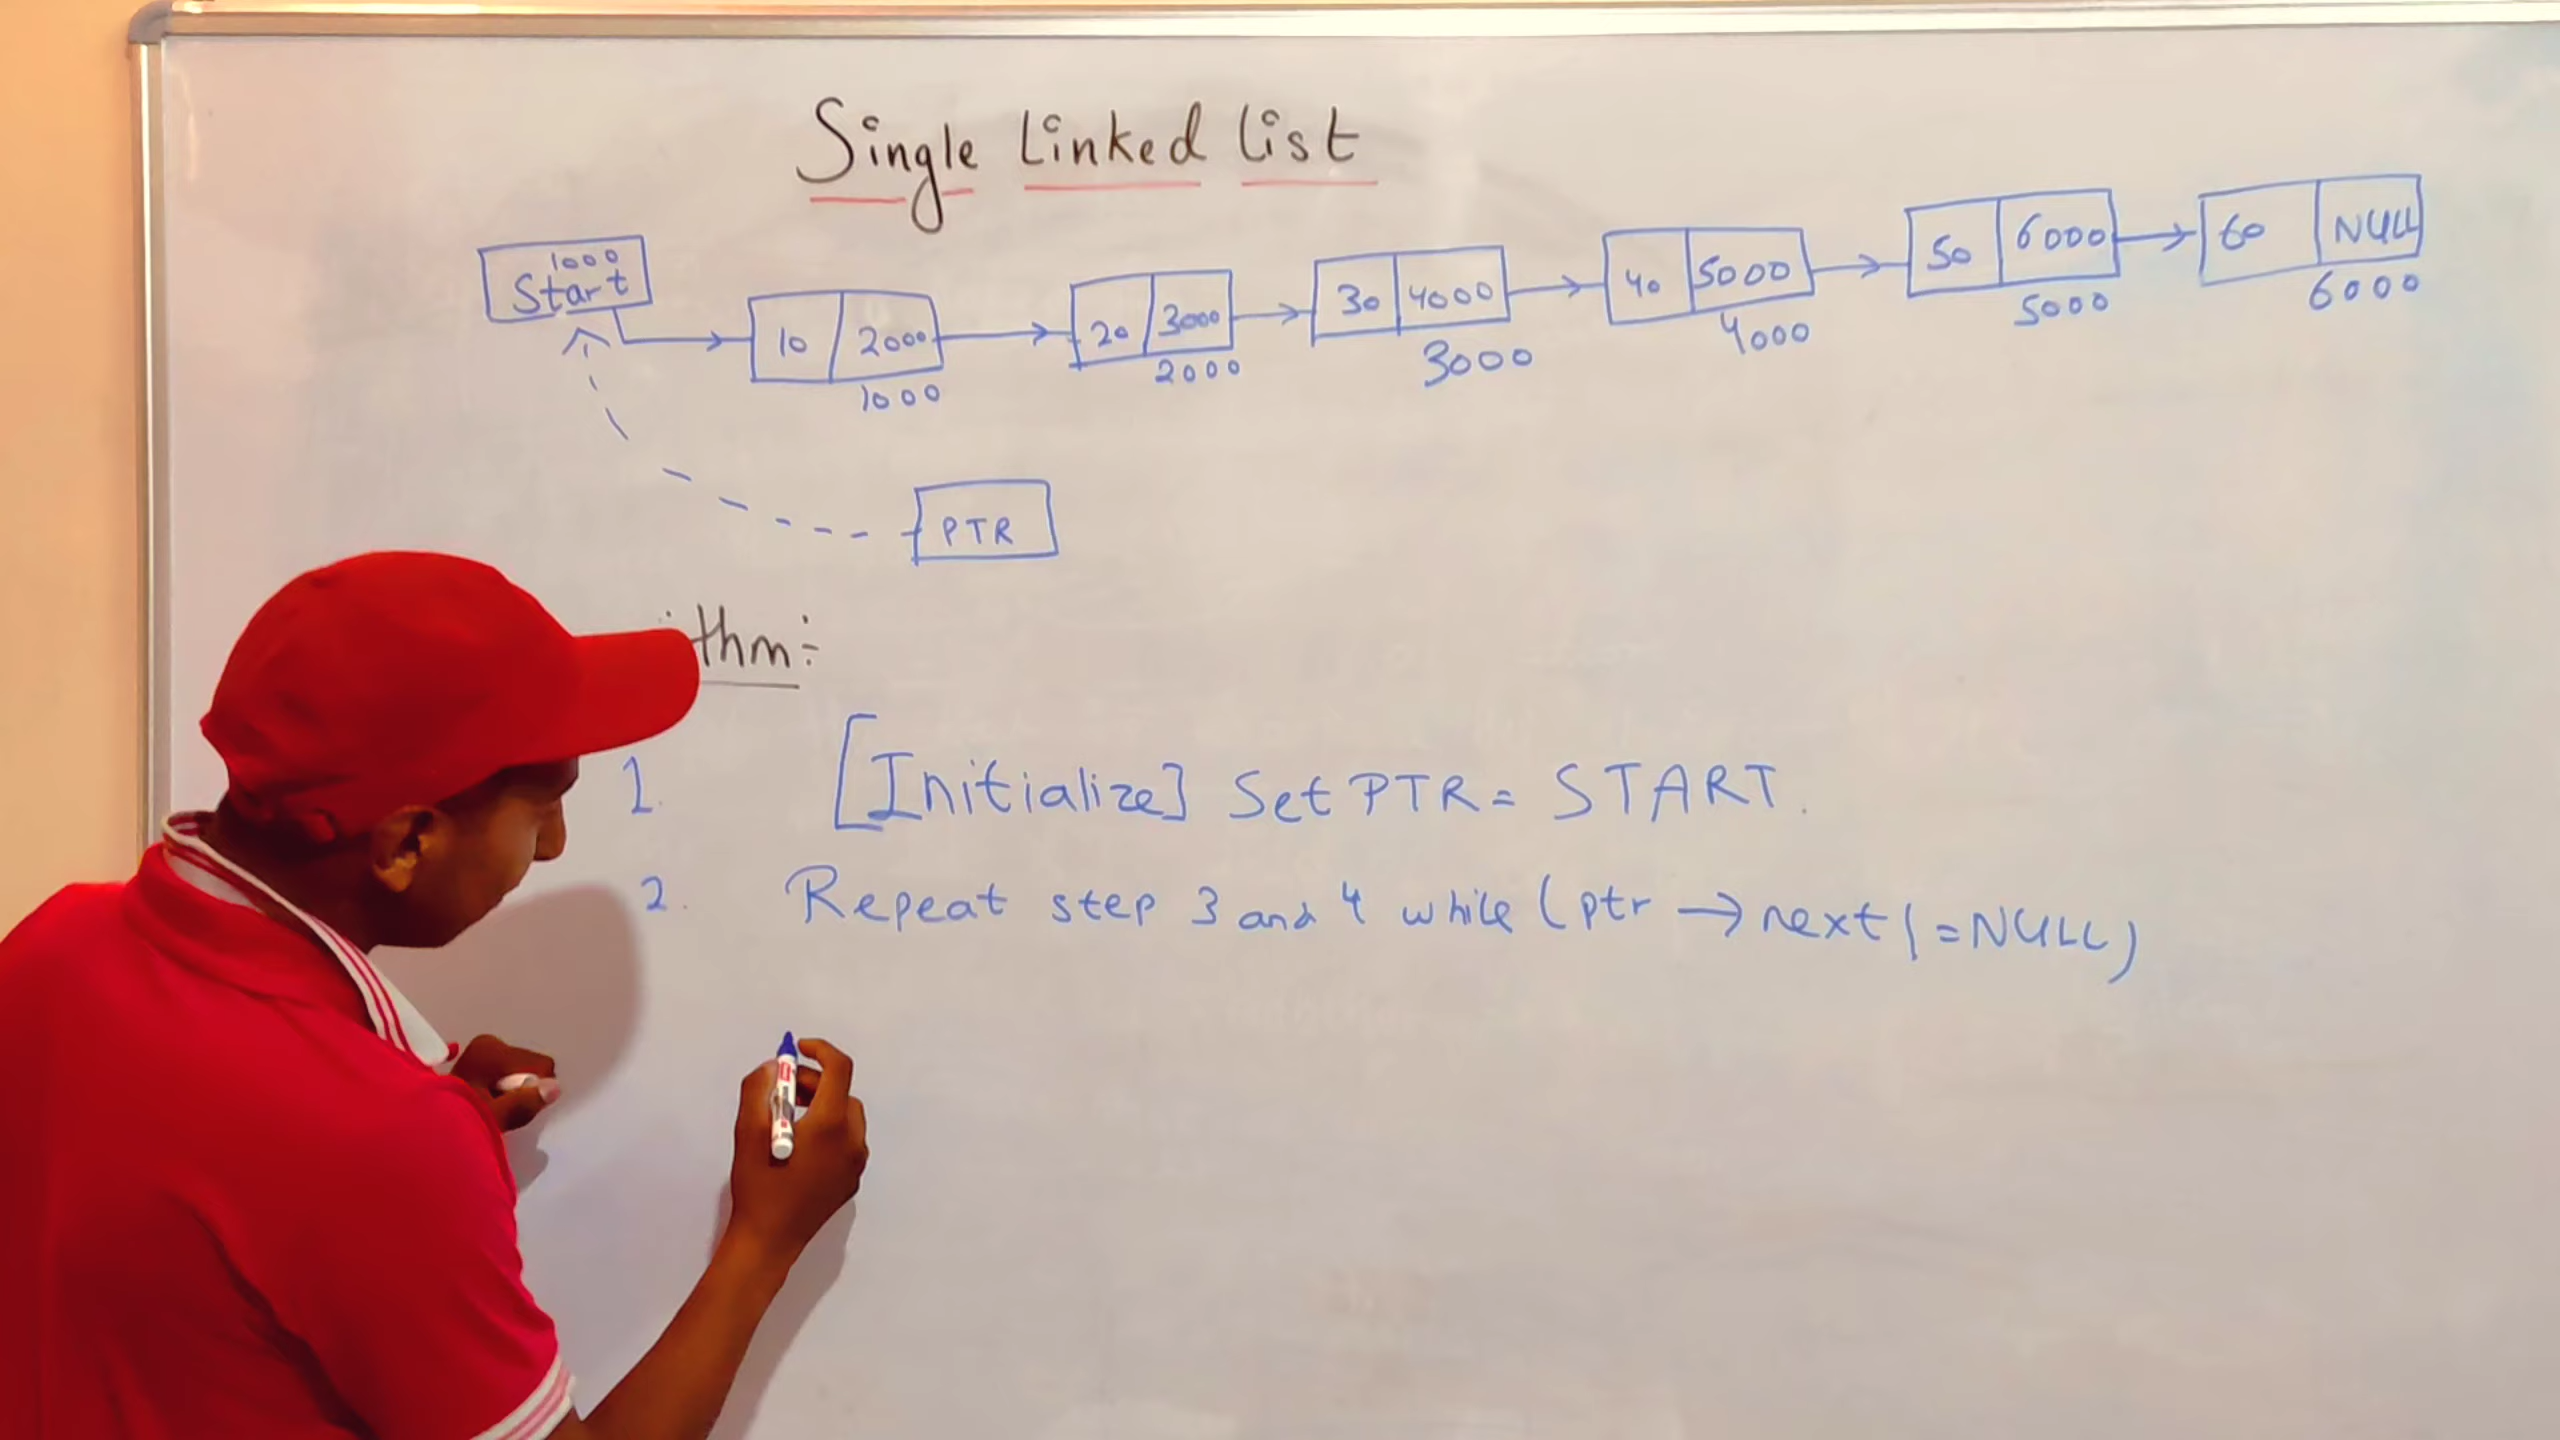 Single Linked List
1000
Start
10 2000
1000
20 3000
2000
30 4000
3000
40 5000
4000
50 6000
5000
60 NULL
6000
PTR
thm:-
1. [Initialize] Set PTR = START.
2. Repeat step 3 and 4 while (ptr → next != NULL)